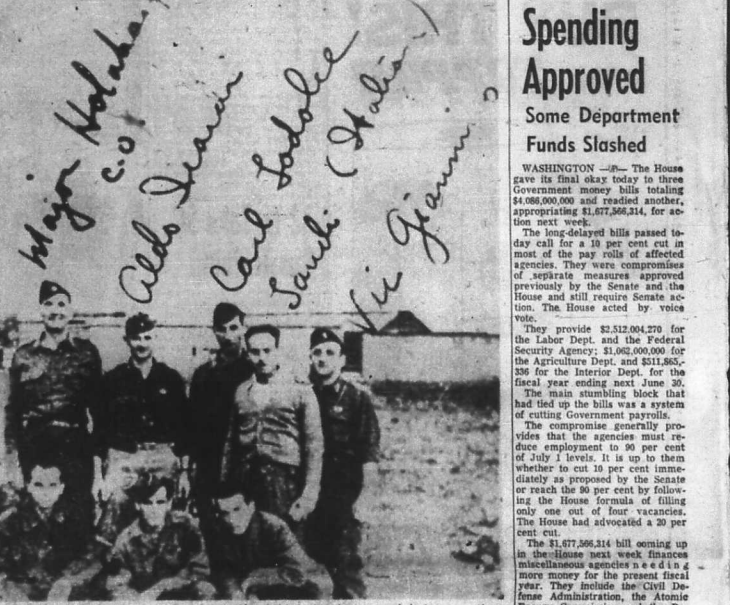 Major Holohan
C.O.
Aldo Icardi
Carl Lodolce
Landi (Italian)
Vic Giannino
Spending
Approved
Some Department
Funds Slashed
WASHINGTON —(AP)— The House
gave its final okay today to three
Government money bills totaling
$4,086,000,000 and readied another,
appropriating $1,677,566,314, for ac-
tion next week.
The long-delayed bills passed to-
day call for a 10 per cent cut in
most of the pay rolls of affected
agencies. They were compromises
of separate measures approved
previously by the Senate and the
House and still require Senate ac-
tion. The House acted by voice
vote.
They provide $2,512,004,270 for
the Labor Dept. and the Federal
Security Agency; $1,062,000,000 for
the Agriculture Dept. and $511,865,-
336 for the Interior Dept. for the
fiscal year ending next June 30.
The main stumbling block that
had tied up the bills was a system
of cutting Government payrolls.
The compromise generally pro-
vides that the agencies must re-
duce employment to 90 per cent
of July 1 levels. It is up to them
whether to cut 10 per cent imme-
diately as proposed by the Senate
or reach the 90 per cent by follow-
ing the House formula of filling
only one out of four vacancies.
The House had advocated a 20 per
cent cut.
The $1,677,566,314 bill coming up
in the House next week finances
miscellaneous agencies needing
more money for the present fiscal
year. They include the Civil De-
fense Administration, the Atomic